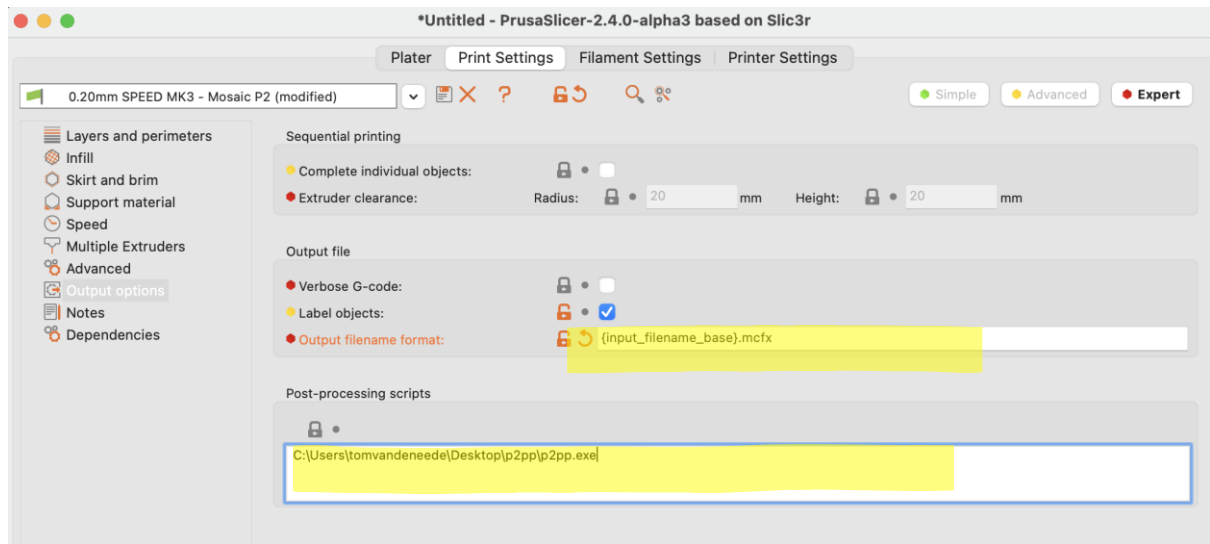 *Untitled - PrusaSlicer-2.4.0-alpha3 based on Slic3r
Plater Print Settings Filament Settings Printer Settings
0.20mm SPEED MK3 - Mosaic P2 (modified) ? Simple Advanced Expert
Layers and perimeters
Infill
Skirt and brim
Support material
Speed
Multiple Extruders
Advanced
Output options
Notes
Dependencies
Sequential printing
Complete individual objects:
Extruder clearance: Radius: 20 mm Height: 20 mm
Output file
Verbose G-code:
Label objects:
Output filename format: {input_filename_base}.mcfx
Post-processing scripts
C:\Users\tomvandeneede\Desktop\p2pp\p2pp.exe